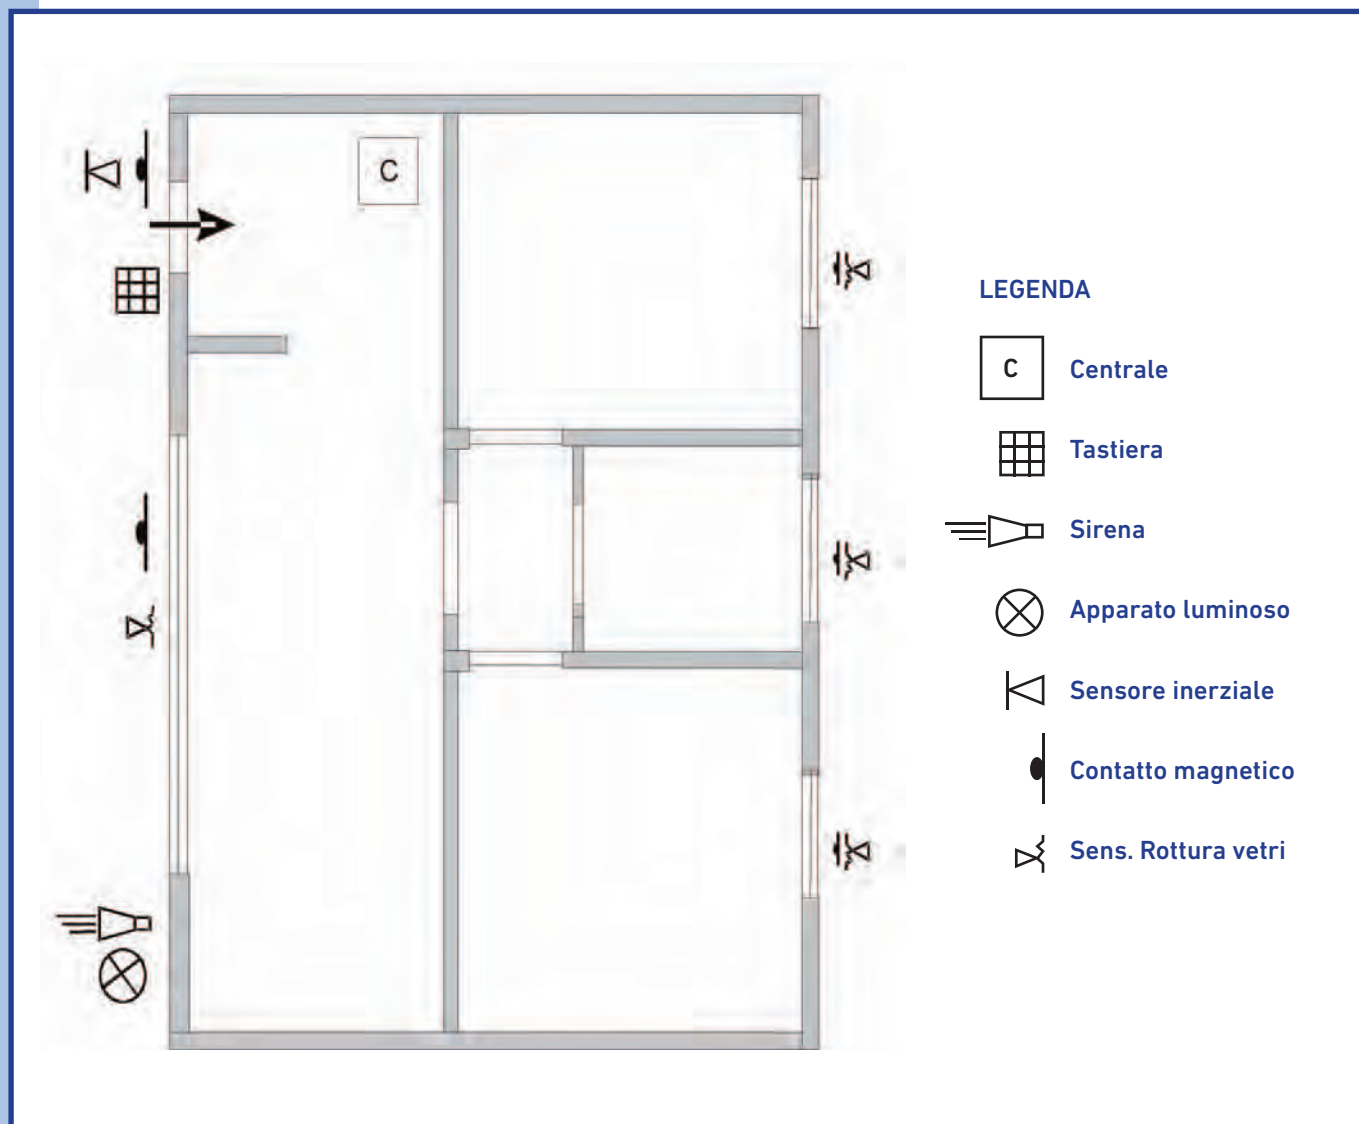 C
LEGENDA
C
Centrale
Tastiera
Sirena
Apparato luminoso
Sensore inerziale
Contatto magnetico
Sens. Rottura vetri